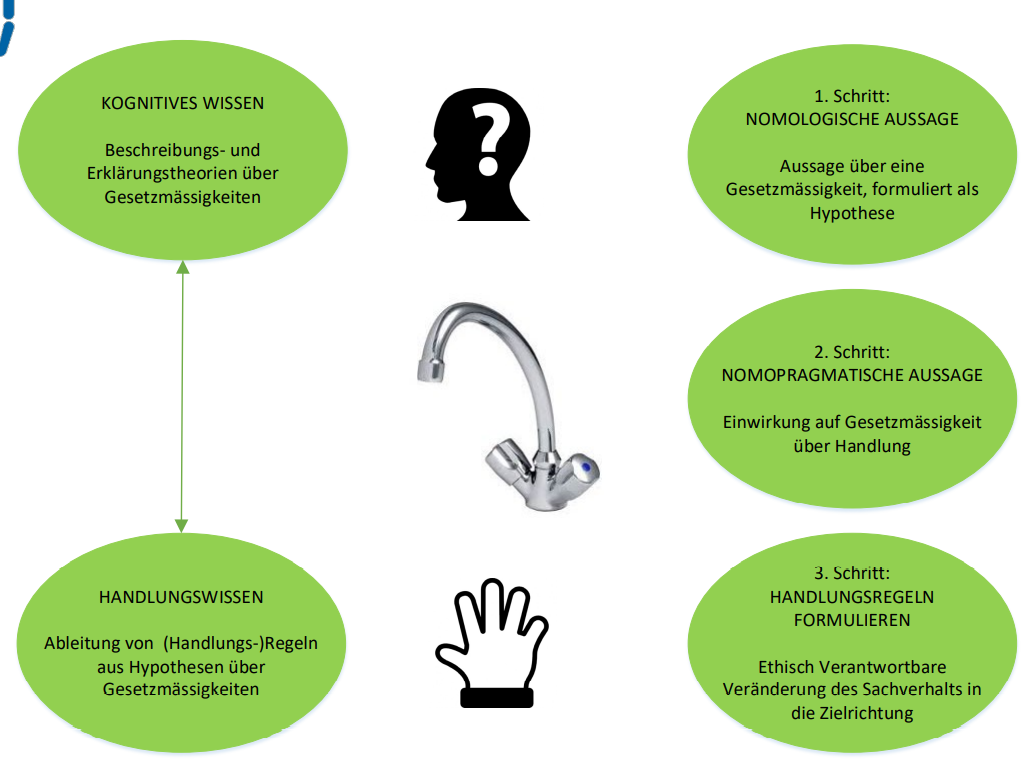 KOGNITIVES WISSEN
Beschreibungs- und
Erklärungstheorien über
Gesetzmässigkeiten
1. Schritt:
NOMOLOGISCHE AUSSAGE
Aussage über eine
Gesetzmässigkeit, formuliert als
Hypothese
?
2. Schritt:
NOMOPRAGMATISCHE AUSSAGE
Einwirkung auf Gesetzmässigkeit
über Handlung
HANDLUNGSWISSEN
Ableitung von  (Handlungs-)Regeln
aus Hypothesen über
Gesetzmässigkeiten
3. Schritt:
HANDLUNGSREGELN
FORMULIEREN
Ethisch Verantwortbare
Veränderung des Sachverhalts in
die Zielrichtung